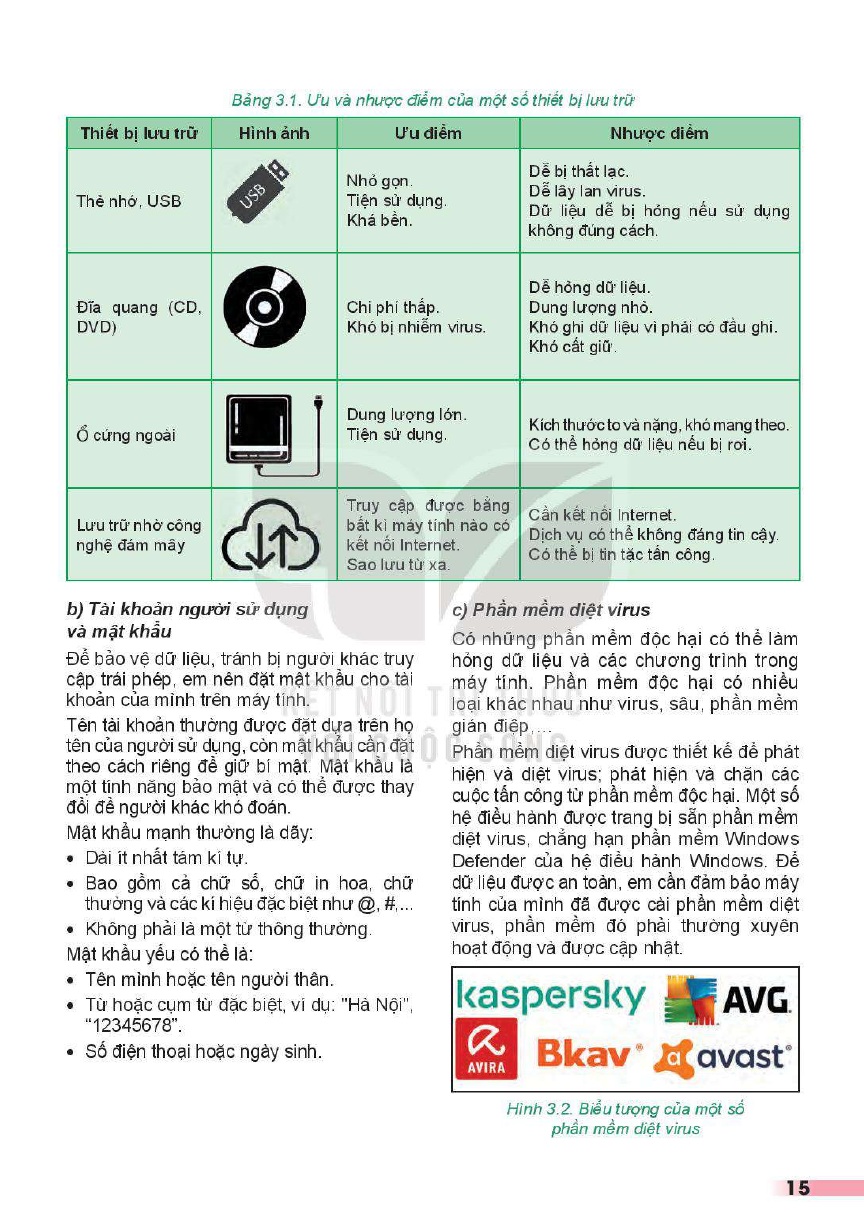 Bảng 3.1. Ưu và nhược điểm của một số thiết bị lưu trữ
Thiết bị lưu trữ
Hình ảnh
Ưu điểm
Nhược điểm
Thẻ nhớ, USB
USB
Nhỏ gọn.
Tiện sử dụng.
Khá bền.
Dễ bị thất lạc.
Dễ lây lan virus.
Dữ liệu dễ bị hỏng nếu sử dụng
không đúng cách.
Đĩa quang (CD,
DVD)
Chi phí thấp.
Khó bị nhiễm virus.
Dễ hỏng dữ liệu.
Dung lượng nhỏ.
Khó ghi dữ liệu vì phải có đầu ghi.
Khó cất giữ.
Ổ cứng ngoài
Dung lượng lớn.
Tiện sử dụng.
Kích thước to và nặng, khó mang theo.
Có thể hỏng dữ liệu nếu bị rơi.
Lưu trữ nhờ công
nghệ đám mây
Truy cập được bằng
bất kì máy tính nào có
kết nối Internet.
Sao lưu từ xa.
Cần kết nối Internet.
Dịch vụ có thể không đáng tin cậy.
Có thể bị tin tặc tấn công.
b) Tài khoản người sử dụng
và mật khẩu
Để bảo vệ dữ liệu, tránh bị người khác truy
cập trái phép, em nên đặt mật khẩu cho tài
khoản của mình trên máy tính.
Tên tài khoản thường được đặt dựa trên họ
tên của người sử dụng, còn mật khẩu cần đặt
theo cách riêng để giữ bí mật. Mật khẩu là
một tính năng bảo mật và có thể được thay
đổi để người khác khó đoán.
Mật khẩu mạnh thường là dãy:
• Dài ít nhất tám kí tự.
• Bao gồm cả chữ số, chữ in hoa, chữ
thường và các kí hiệu đặc biệt như @, #,...
• Không phải là một từ thông thường.
Mật khẩu yếu có thể là:
• Tên mình hoặc tên người thân.
• Từ hoặc cụm từ đặc biệt, ví dụ: "Hà Nội",
“12345678”.
• Số điện thoại hoặc ngày sinh.
c) Phần mềm diệt virus
Có những phần mềm độc hại có thể làm
hỏng dữ liệu và các chương trình trong
máy tính. Phần mềm độc hại có nhiều
loại khác nhau như virus, sâu, phần mềm
gián điệp,...
Phần mềm diệt virus được thiết kế để phát
hiện và diệt virus; phát hiện và chặn các
cuộc tấn công từ phần mềm độc hại. Một số
hệ điều hành được trang bị sẵn phần mềm
diệt virus, chẳng hạn phần mềm Windows
Defender của hệ điều hành Windows. Để
dữ liệu được an toàn, em cần đảm bảo máy
tính của mình đã được cài phần mềm diệt
virus, phần mềm đó phải thường xuyên
hoạt động và được cập nhật.
kaspersky
AVG.
AVIRA
Bkav®
avast®
Hình 3.2. Biểu tượng của một số
phần mềm diệt virus
KẾT NỐI TRI THỨC
VỚI CUỘC SỐNG
15